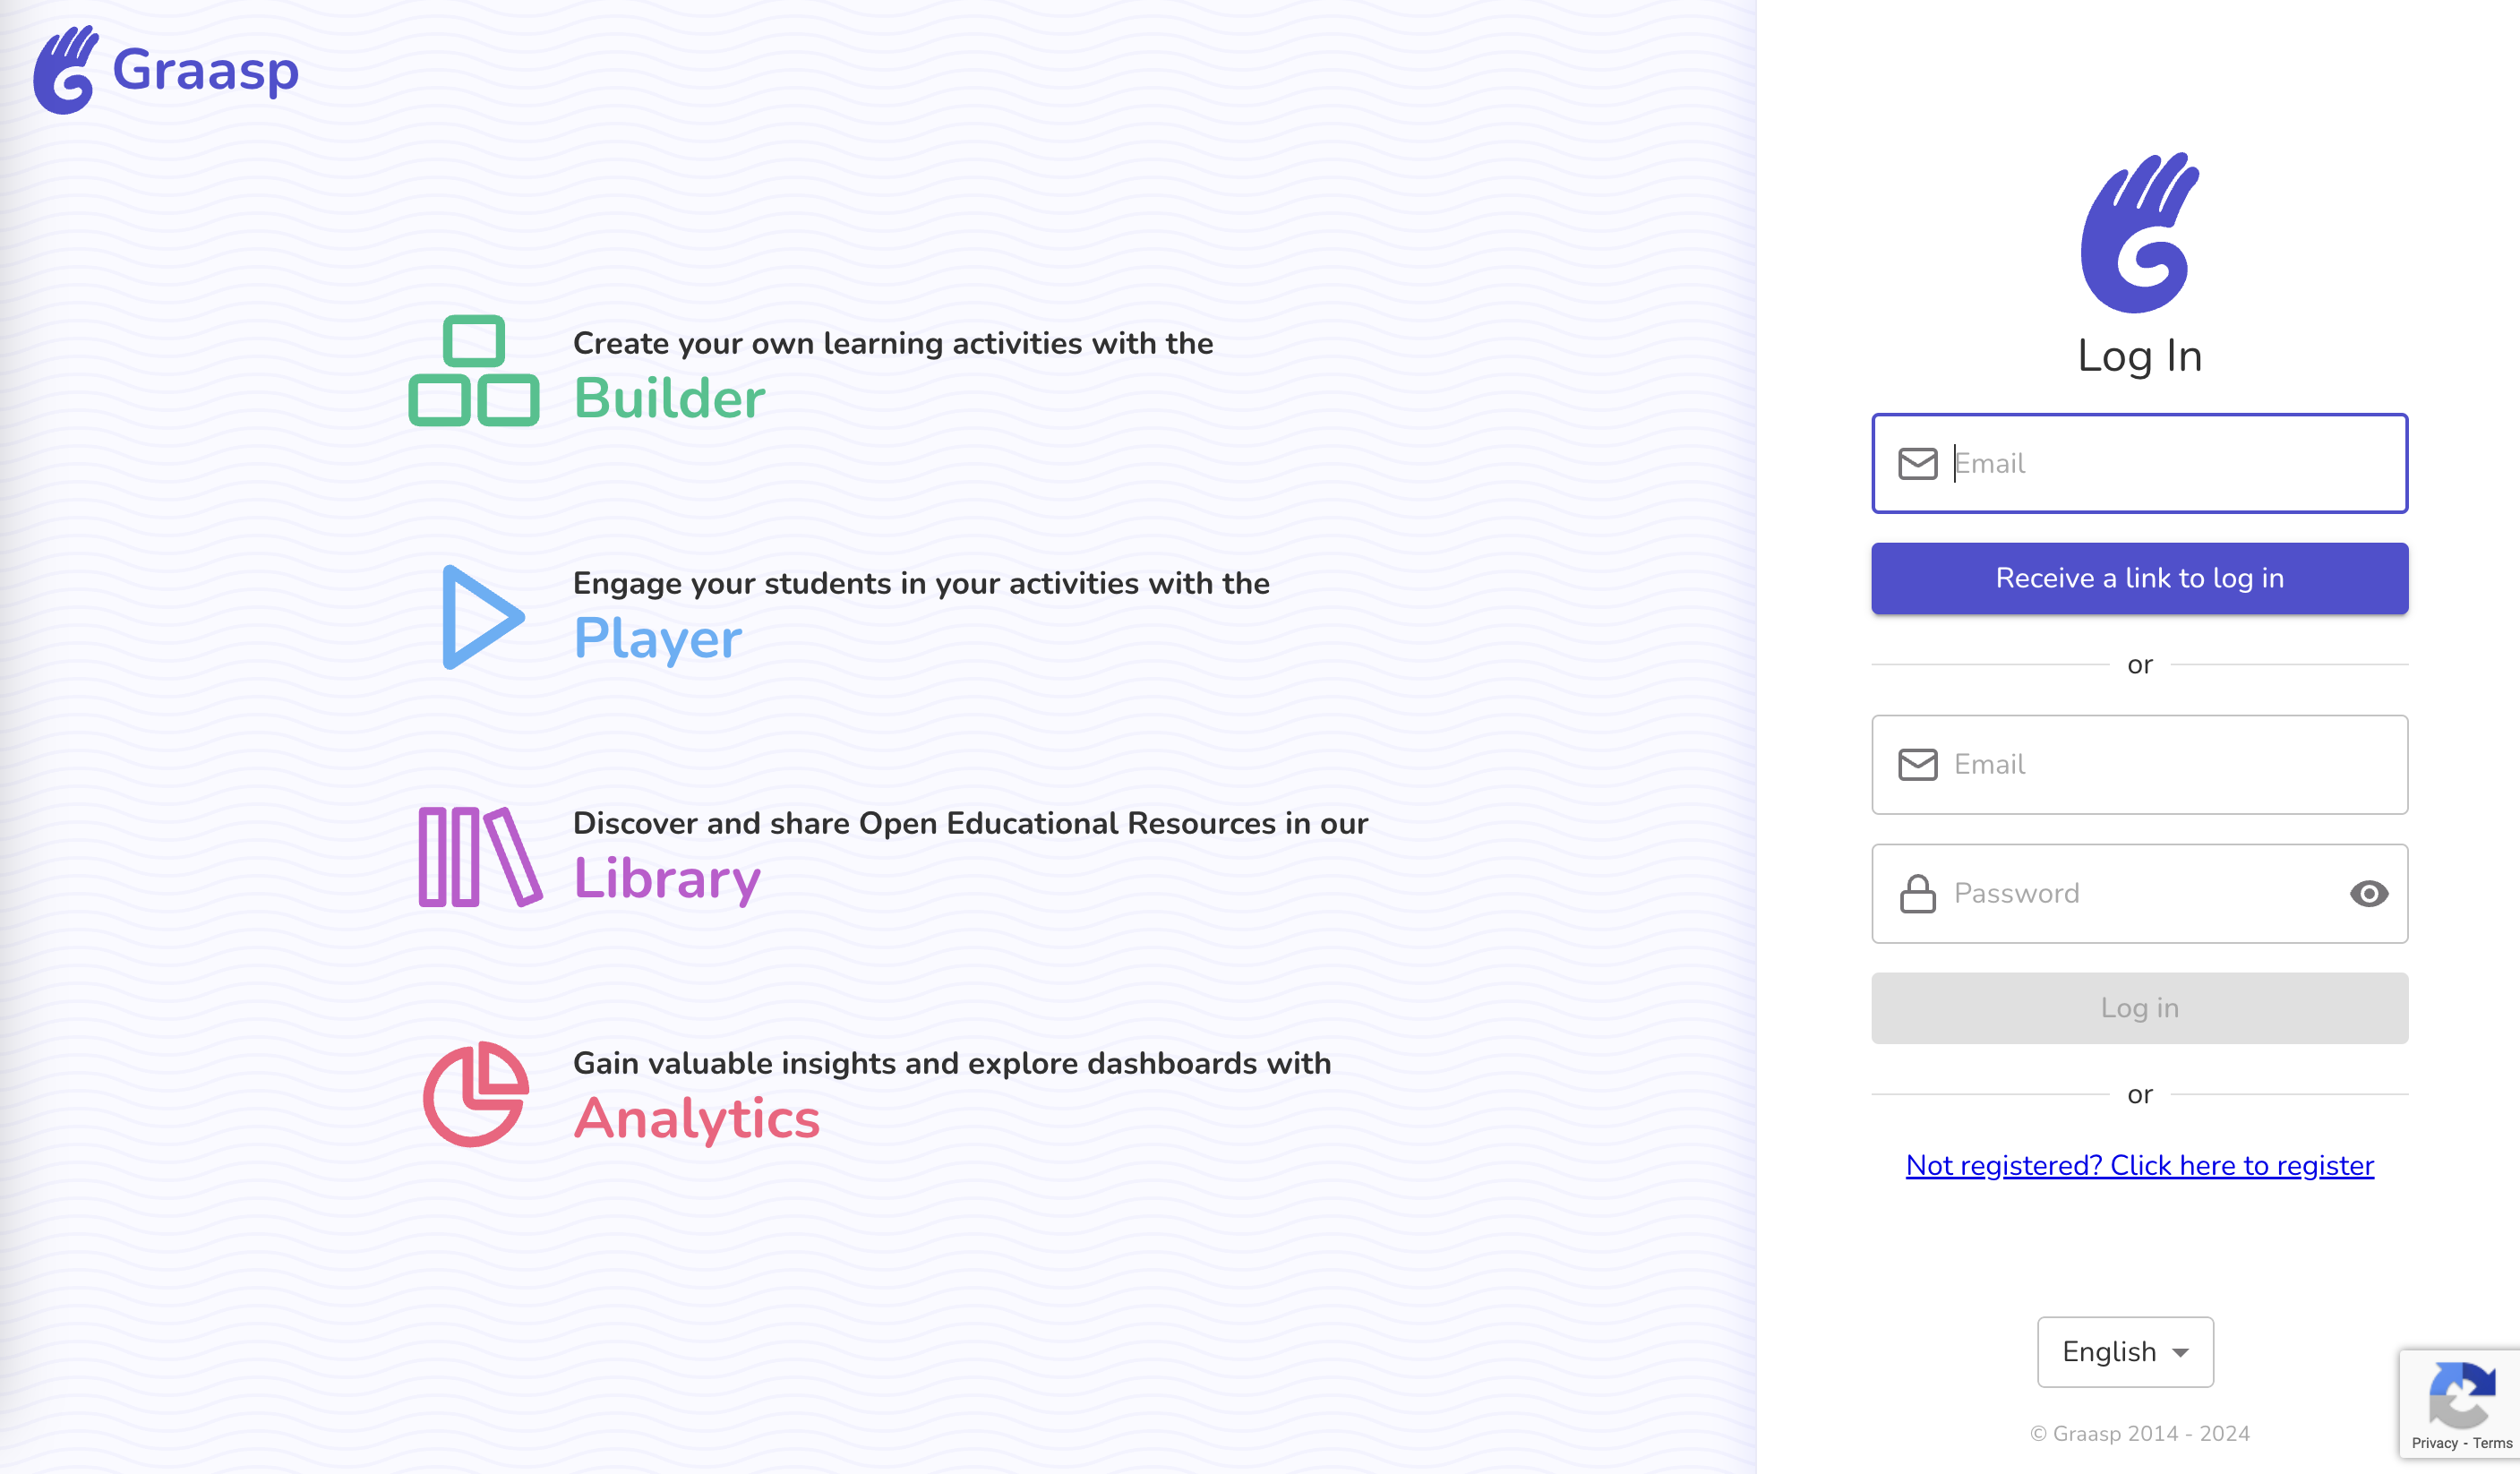 Graasp
Create your own learning activities with the
Builder
Engage your students in your activities with the
Player
Discover and share Open Educational Resources in our
Library
Gain valuable insights and explore dashboards with
Analytics
Log In
Email
Receive a link to log in
or
Email
Password
Log in
or
Not registered? Click here to register
English
© Graasp 2014 - 2024
Privacy - Terms